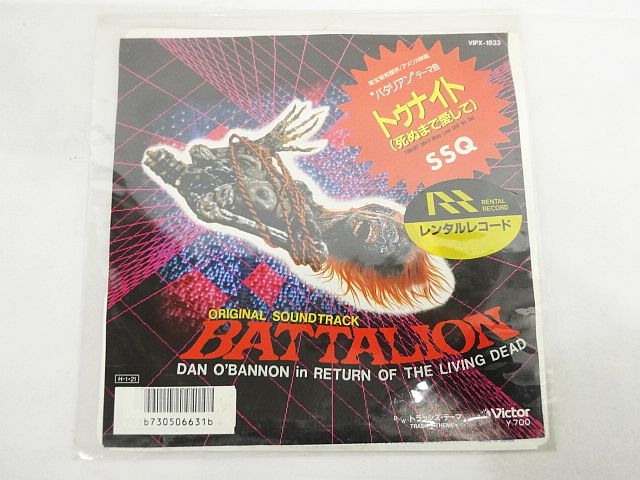 VIPX-1833
東宝東和提供/アメリカ映画
"バタリアン"テーマ曲
トゥナイト
(死ぬまで愛して)
SSQ
RENTAL
RECORD
レンタルレコード
ORIGINAL SOUNDTRACK
BATTALION
DAN O'BANNON in RETURN OF THE LIVING DEAD
H・1・21
b730506631b
b/w トラッシズ・テーマ
TRASH'S THEME
Victor
¥700